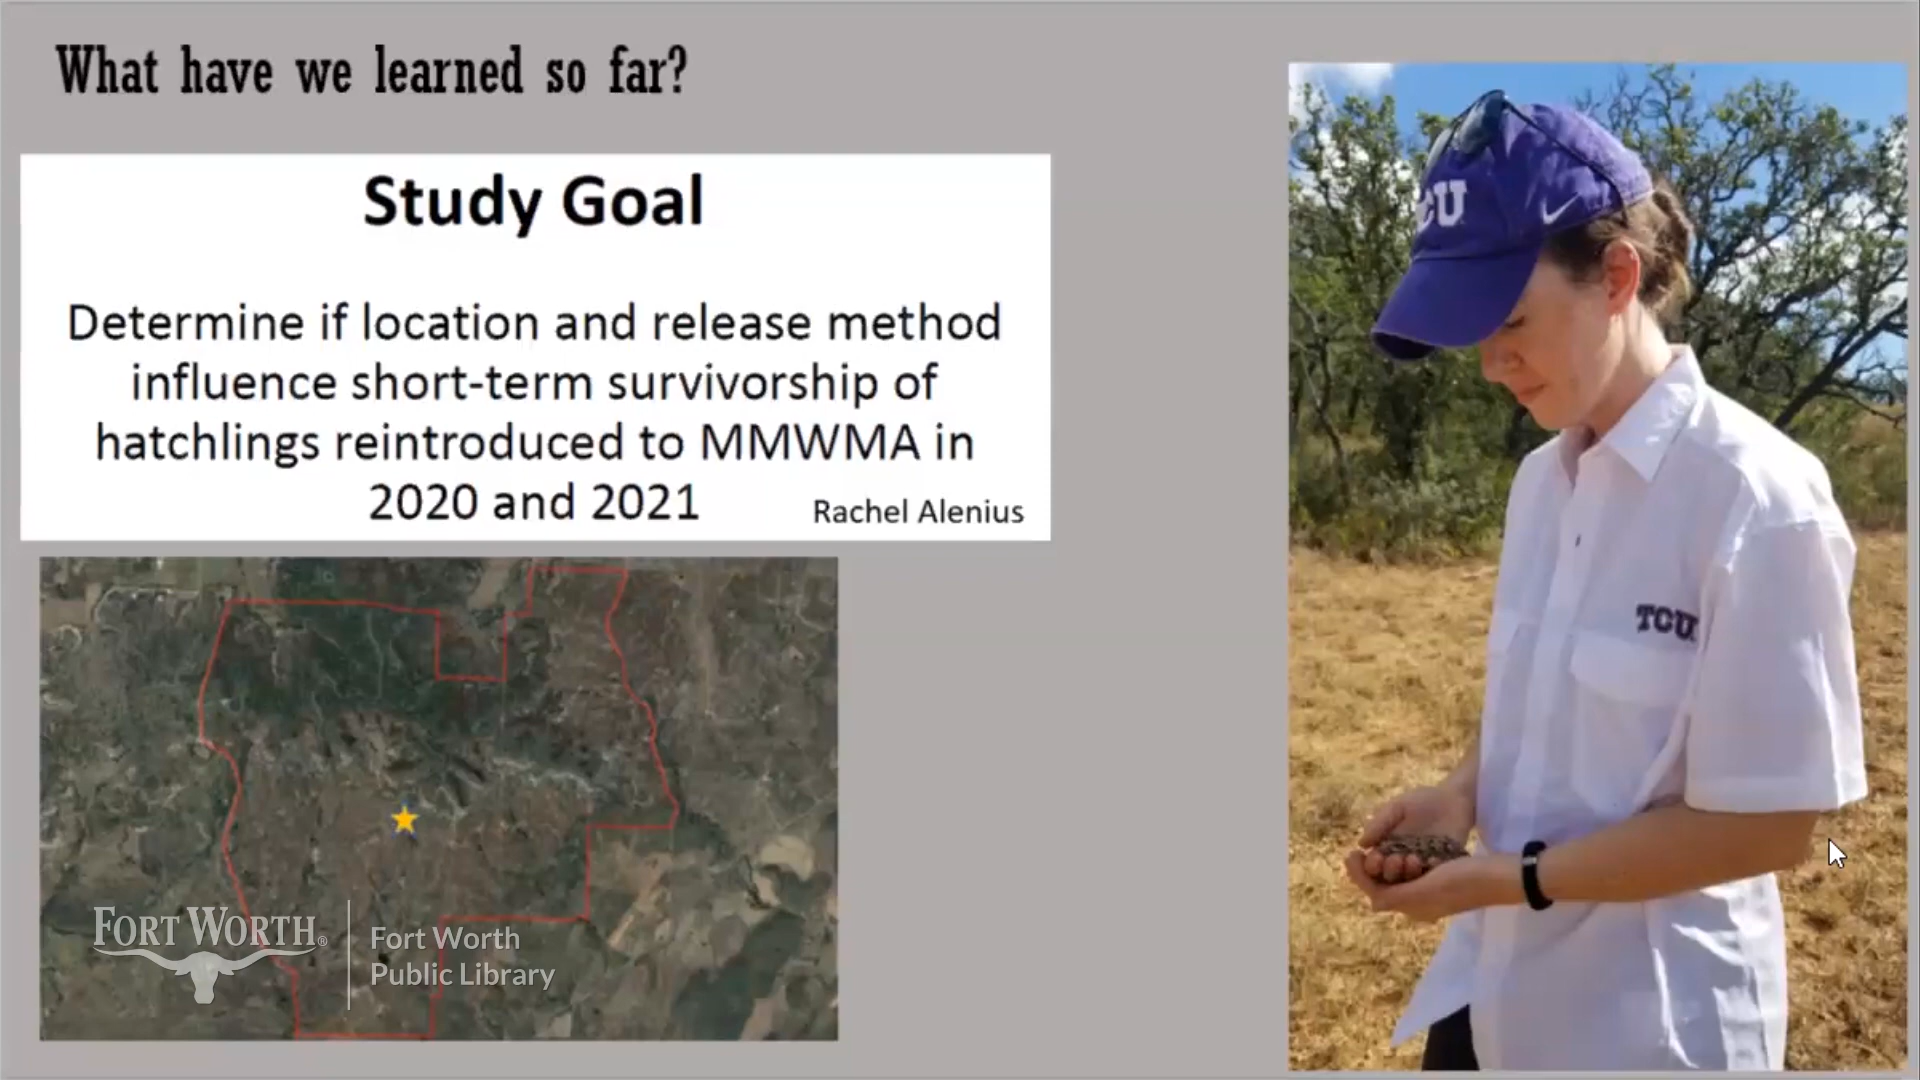 What have we learned so far?
Study Goal
Determine if location and release method
influence short-term survivorship of
hatchlings reintroduced to MMWMA in
2020 and 2021
Rachel Alenius
TCU
TCU
FORT WORTH®
Fort Worth
Public Library